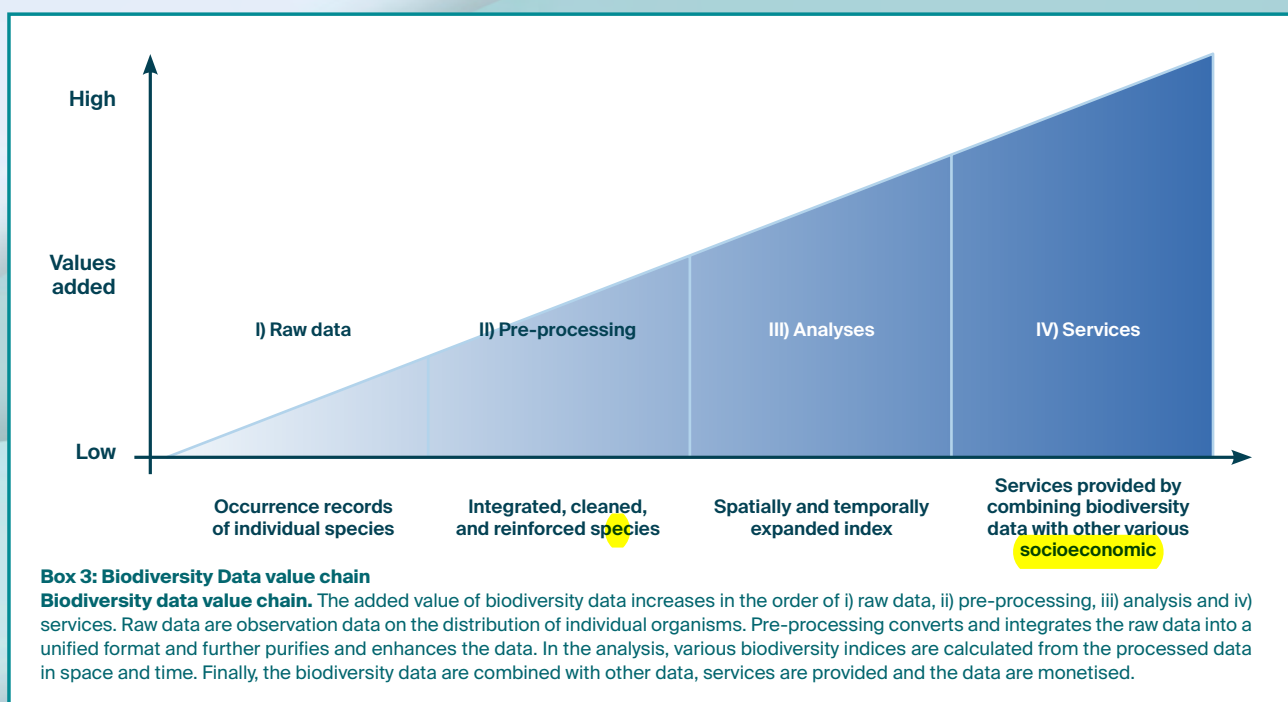 High
Values
added
Low
I) Raw data
II) Pre-processing
III) Analyses
IV) Services
Occurrence records
of individual species
Integrated, cleaned,
and reinforced species
Spatially and temporally
expanded index
Services provided by
combining biodiversity
data with other various
socioeconomic
Box 3: Biodiversity Data value chain
Biodiversity data value chain. The added value of biodiversity data increases in the order of i) raw data, ii) pre-processing, iii) analysis and iv)
services. Raw data are observation data on the distribution of individual organisms. Pre-processing converts and integrates the raw data into a
unified format and further purifies and enhances the data. In the analysis, various biodiversity indices are calculated from the processed data
in space and time. Finally, the biodiversity data are combined with other data, services are provided and the data are monetised.